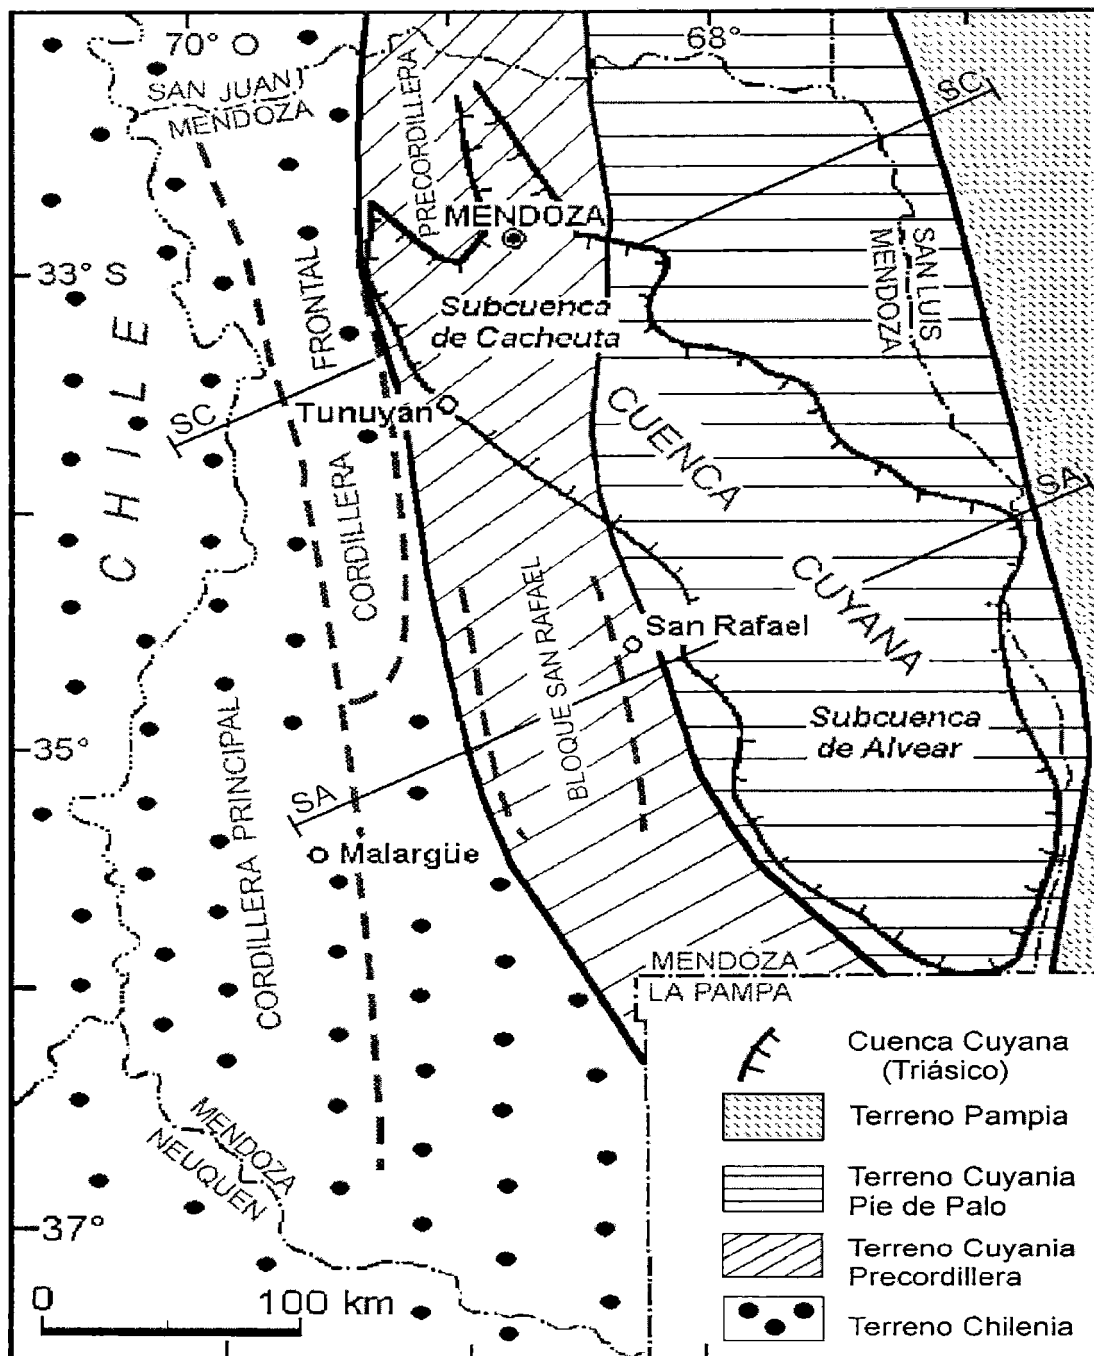 70° O
68°
SAN JUAN
MENDOZA
PRECORDILLERA
SC
MENDOZA
SAN LUIS
MENDOZA
33° S
CHILE
FRONTAL
Subcuenca
de Cacheuta
SC
Tunuyán
CUENCA
CUYANA
SA
CORDILLERA
BLOQUE SAN RAFAEL
San Rafael
Subcuenca
de Alvear
35°
CORDILLERA PRINCIPAL
SA
Malargüe
MENDOZA
LA PAMPA
MENDOZA
NEUQUEN
37°
0 100 km
Cuenca Cuyana
(Triásico)
Terreno Pampia
Terreno Cuyania
Pie de Palo
Terreno Cuyania
Precordillera
Terreno Chilenia